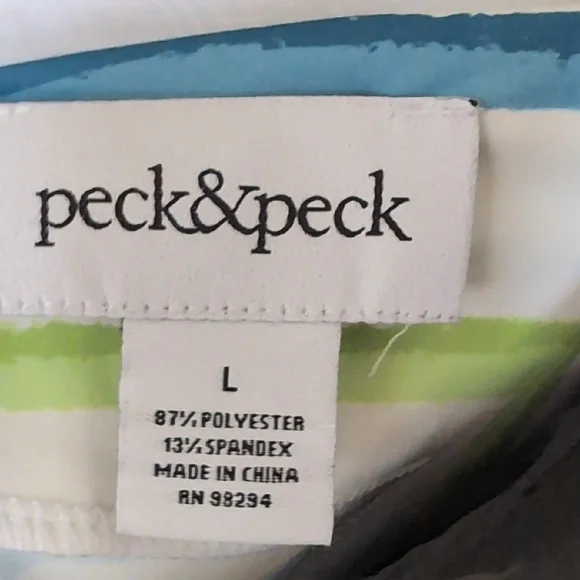 peck&peck
L
87% POLYESTER
13% SPANDEX
MADE IN CHINA
RN 98294